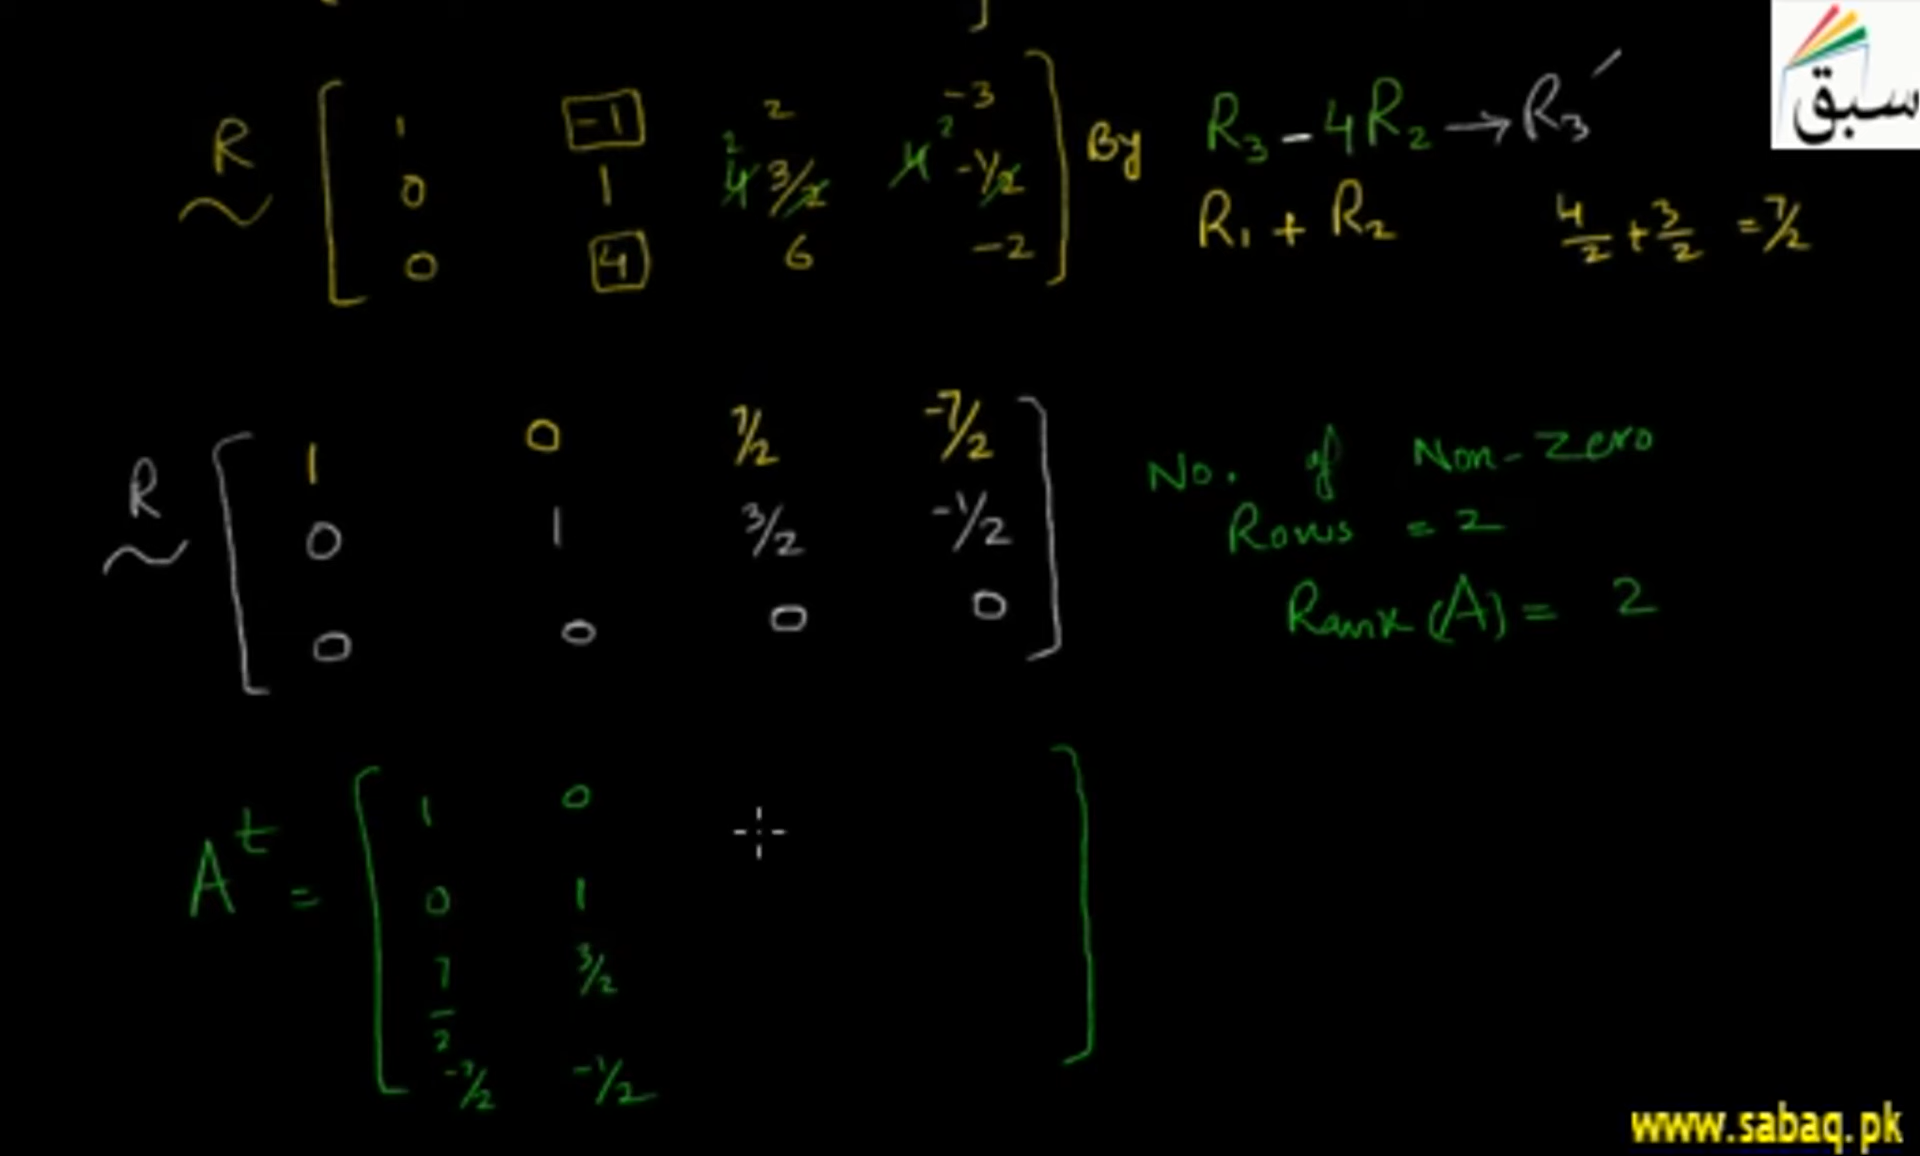 سبق
R ~ [ 1 -1 2 -3 ] By R₃ - 4R₂ → R₃′
0 1 4² 3/2 4² -1/2 R₁ + R₂ 4/2 + 3/2 = 7/2
0 4 6 -2
R ~ [ 1 0 7/2 -7/2 ] No. of Non-Zero
0 1 3/2 -1/2 Rows = 2
0 0 0 0 Rank (A) = 2
Aᵗ = [ 1 0 ]
0 1
7/2 3/2
-7/2 -1/2
www.sabaq.pk